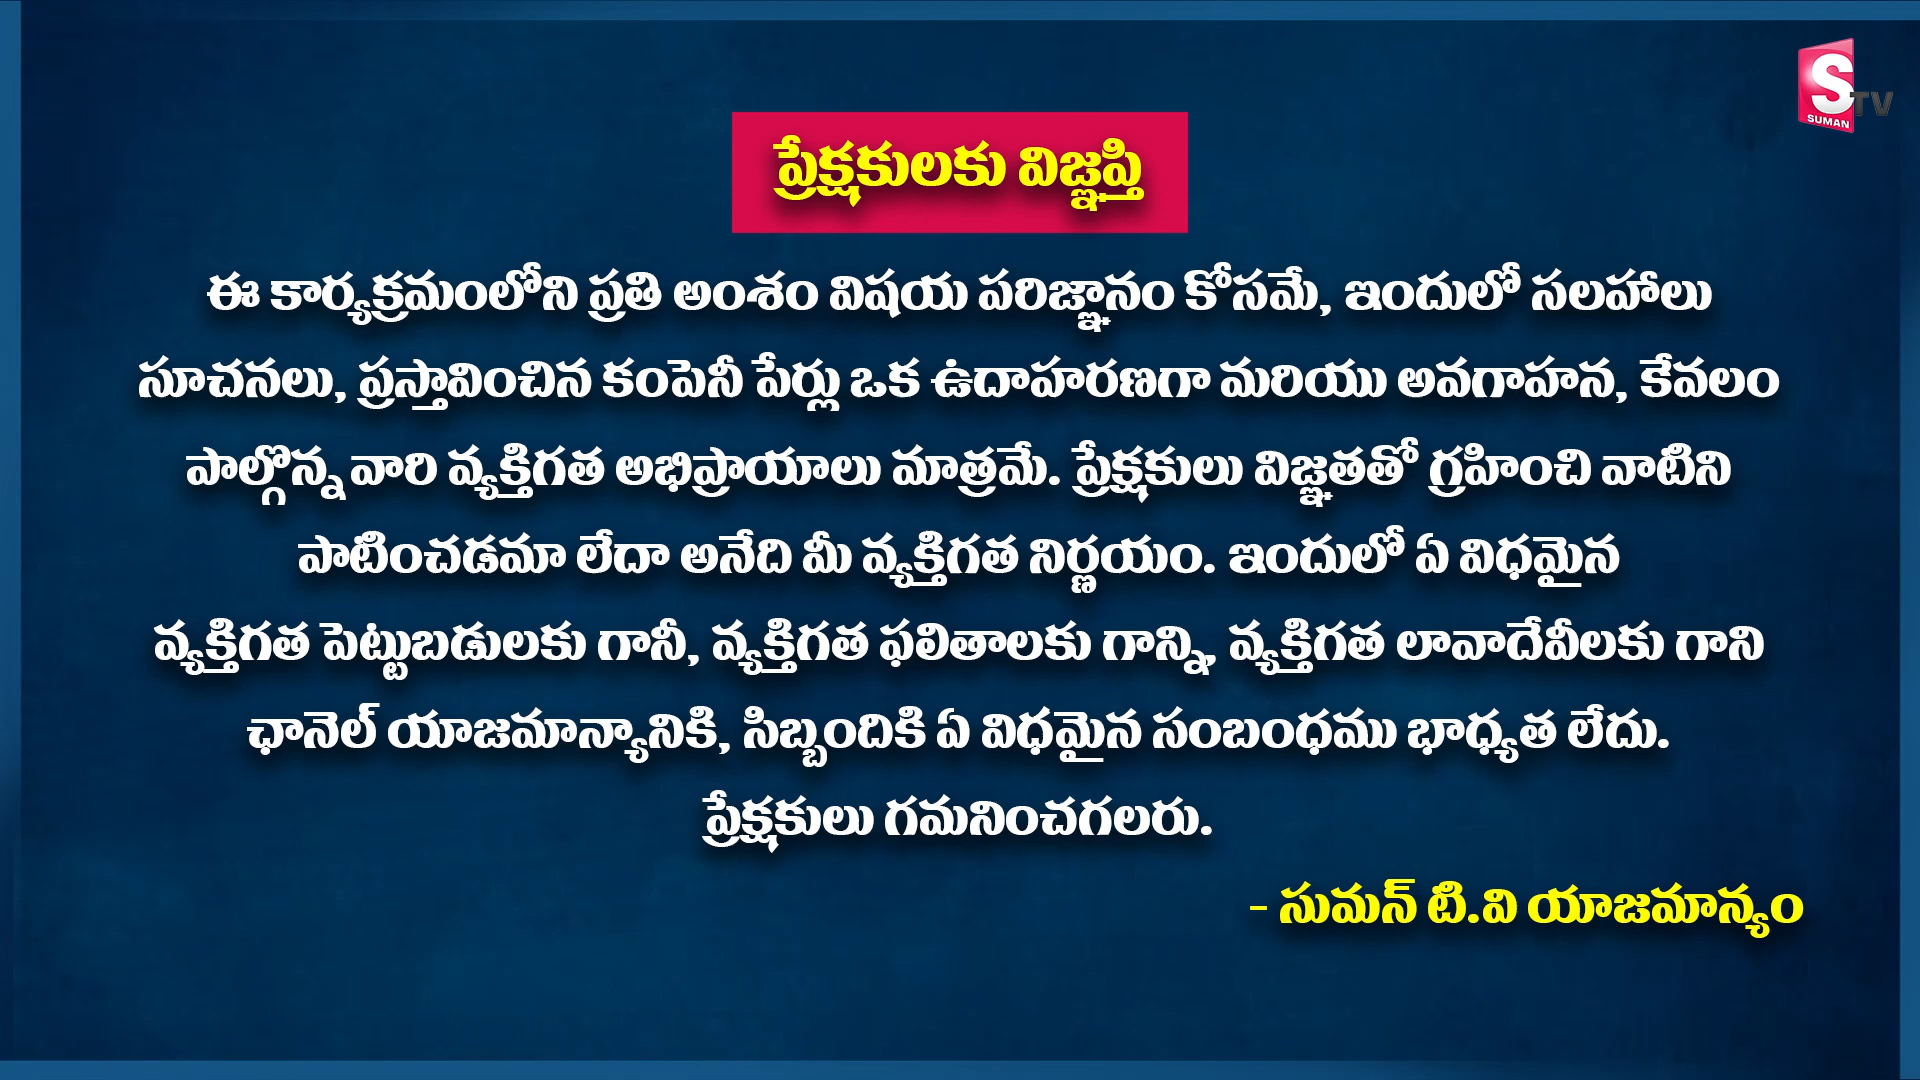 S
SUMAN
TV
ప్రేక్షకులకు విజ్ఞప్తి
ఈ కార్యక్రమంలోని ప్రతి అంశం విషయ పరిజ్ఞానం కోసమే, ఇందులో సలహాలు
సూచనలు, ప్రస్తావించిన కంపెనీ పేర్లు ఒక ఉదాహరణగా మరియు అవగాహన, కేవలం
పాల్గొన్న వారి వ్యక్తిగత అభిప్రాయాలు మాత్రమే. ప్రేక్షకులు విజ్ఞతతో గ్రహించి వాటిని
పాటించడమా లేదా అనేది మీ వ్యక్తిగత నిర్ణయం. ఇందులో ఏ విధమైన
వ్యక్తిగత పెట్టుబడులకు గానీ, వ్యక్తిగత ఫలితాలకు గాన్ని, వ్యక్తిగత లావాదేవీలకు గాని
ఛానెల్ యాజమాన్యానికి, సిబ్బందికి ఏ విధమైన సంబంధము భాధ్యత లేదు.
ప్రేక్షకులు గమనించగలరు.
- సుమన్ టి.వి యాజమాన్యం